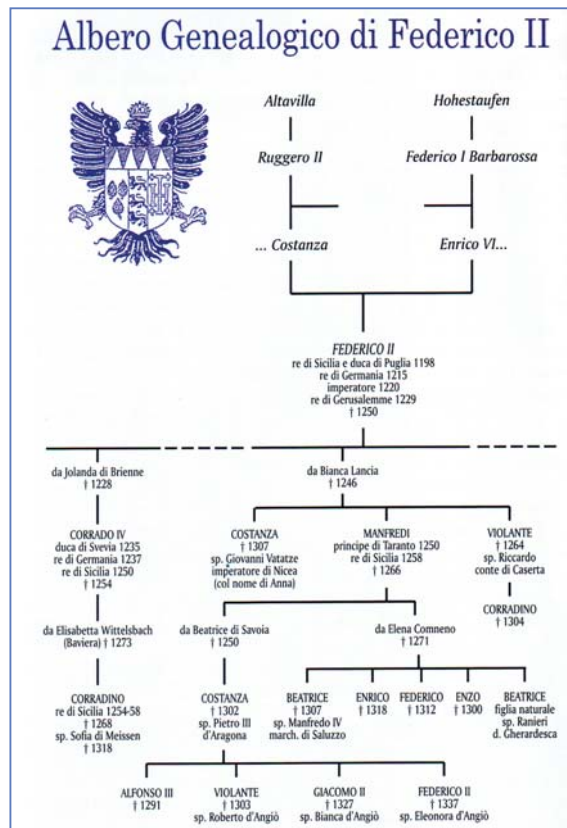 Albero Genealogico di Federico II
Altavilla
Hohestaufen
Ruggero II
Federico I Barbarossa
... Costanza
Enrico VI...
FEDERICO II
re di Sicilia e duca di Puglia 1198
re di Germania 1215
imperatore 1220
re di Gerusalemme 1229
† 1250
da Jolanda di Brienne
† 1228
da Bianca Lancia
† 1246
CORRADO IV
duca di Svevia 1235
re di Germania 1237
re di Sicilia 1250
† 1254
COSTANZA
† 1307
sp. Giovanni Vatatze
imperatore di Nicea
(col nome di Anna)
MANFREDI
principe di Taranto 1250
re di Sicilia 1258
† 1266
VIOLANTE
† 1264
sp. Riccardo
conte di Caserta
CORRADINO
† 1304
da Elisabetta Wittelsbach
(Baviera) † 1273
da Beatrice di Savoia
† 1250
da Elena Comneno
† 1271
CORRADINO
re di Sicilia 1254-58
† 1268
sp. Sofia di Meissen
† 1318
COSTANZA
† 1302
sp. Pietro III
d'Aragona
BEATRICE
† 1307
sp. Manfredo IV
march. di Saluzzo
ENRICO
† 1318
FEDERICO
† 1312
ENZO
† 1300
BEATRICE
figlia naturale
sp. Ranieri
d. Gherardesca
ALFONSO III
† 1291
VIOLANTE
† 1303
sp. Roberto d'Angiò
GIACOMO II
† 1327
sp. Bianca d'Angiò
FEDERICO II
† 1337
sp. Eleonora d'Angiò